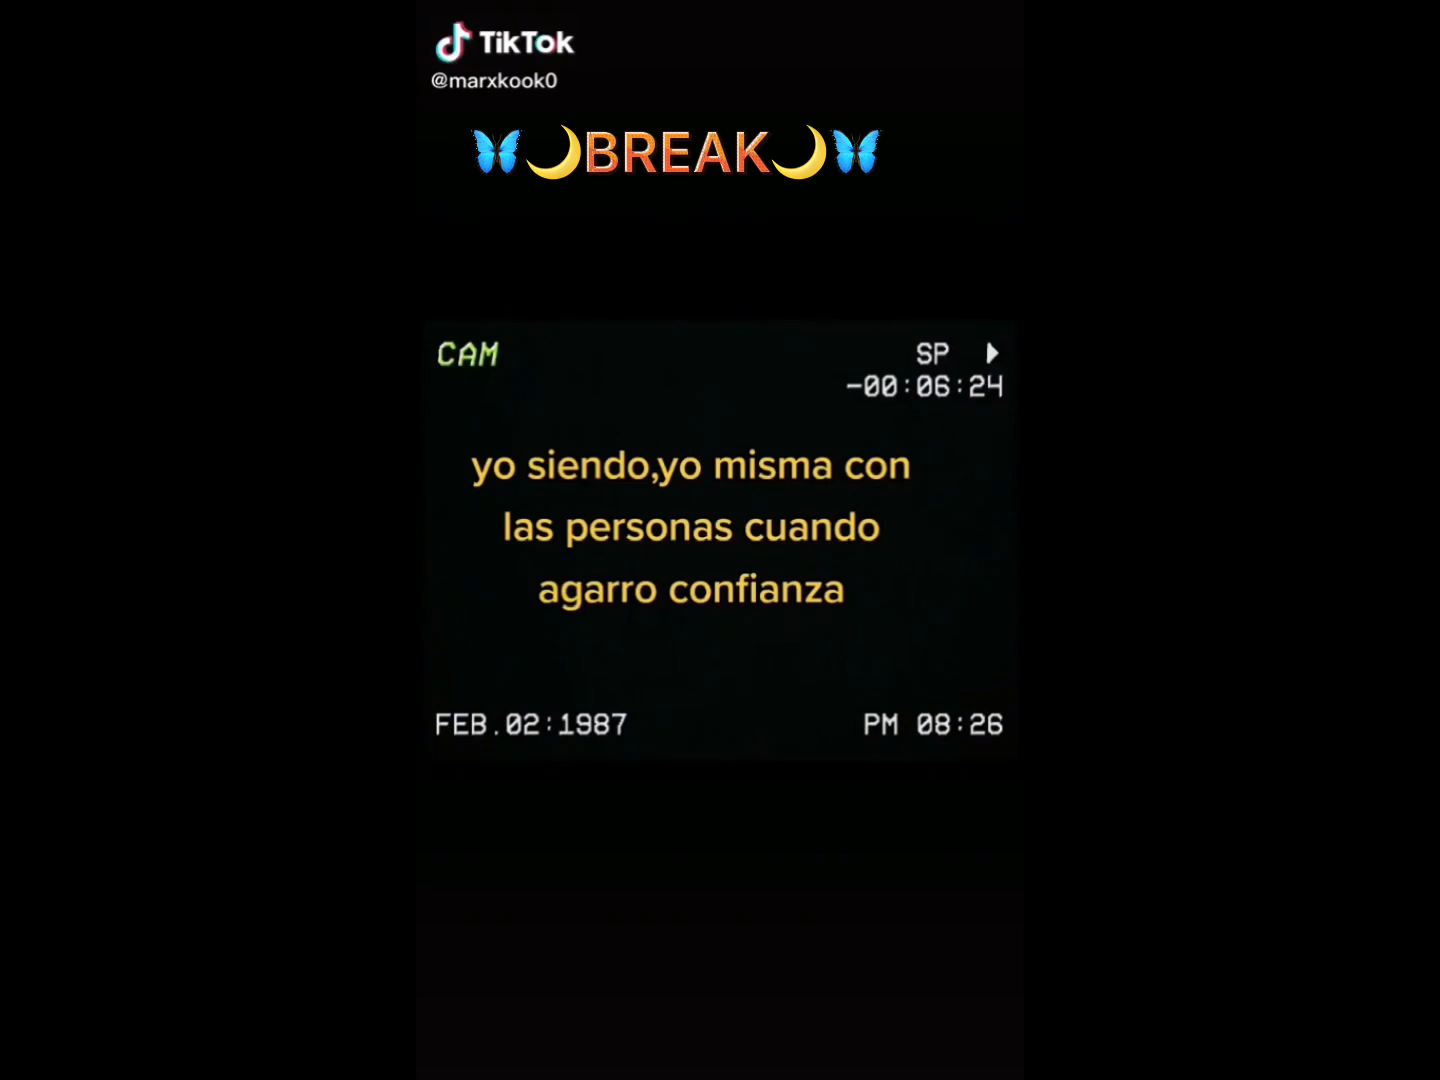 TikTok
@marxkook0
🦋🌙BREAK🌙🦋
CAM
SP
-00:06:24
yo siendo,yo misma con
las personas cuando
agarro confianza
FEB.02:1987
PM 08:26